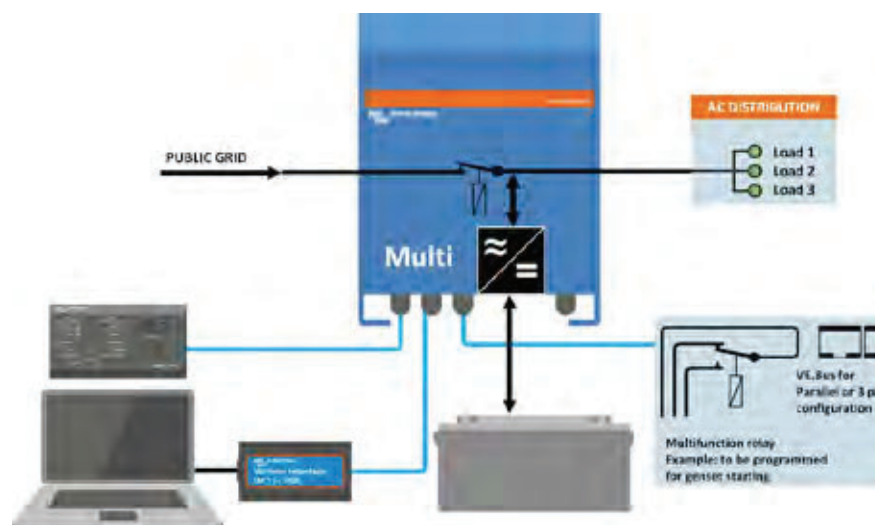 AC DISTRIBUTION
PUBLIC GRID
Load 1
Load 2
Load 3
Multi
VE.Bus for
Parallel or 3 p
configuration
Multifunction relay
Example: to be programmed
for genset starting